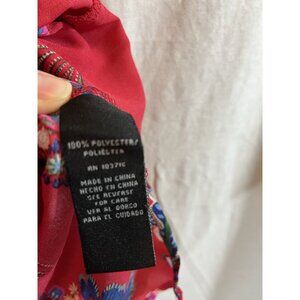 100% POLYESTER/
POLIÉSTER
RN 103716
MADE IN CHINA
HECHO EN CHINA
SEE REVERSE
FOR CARE
VER AL DORSO
PARA EL CUIDADO